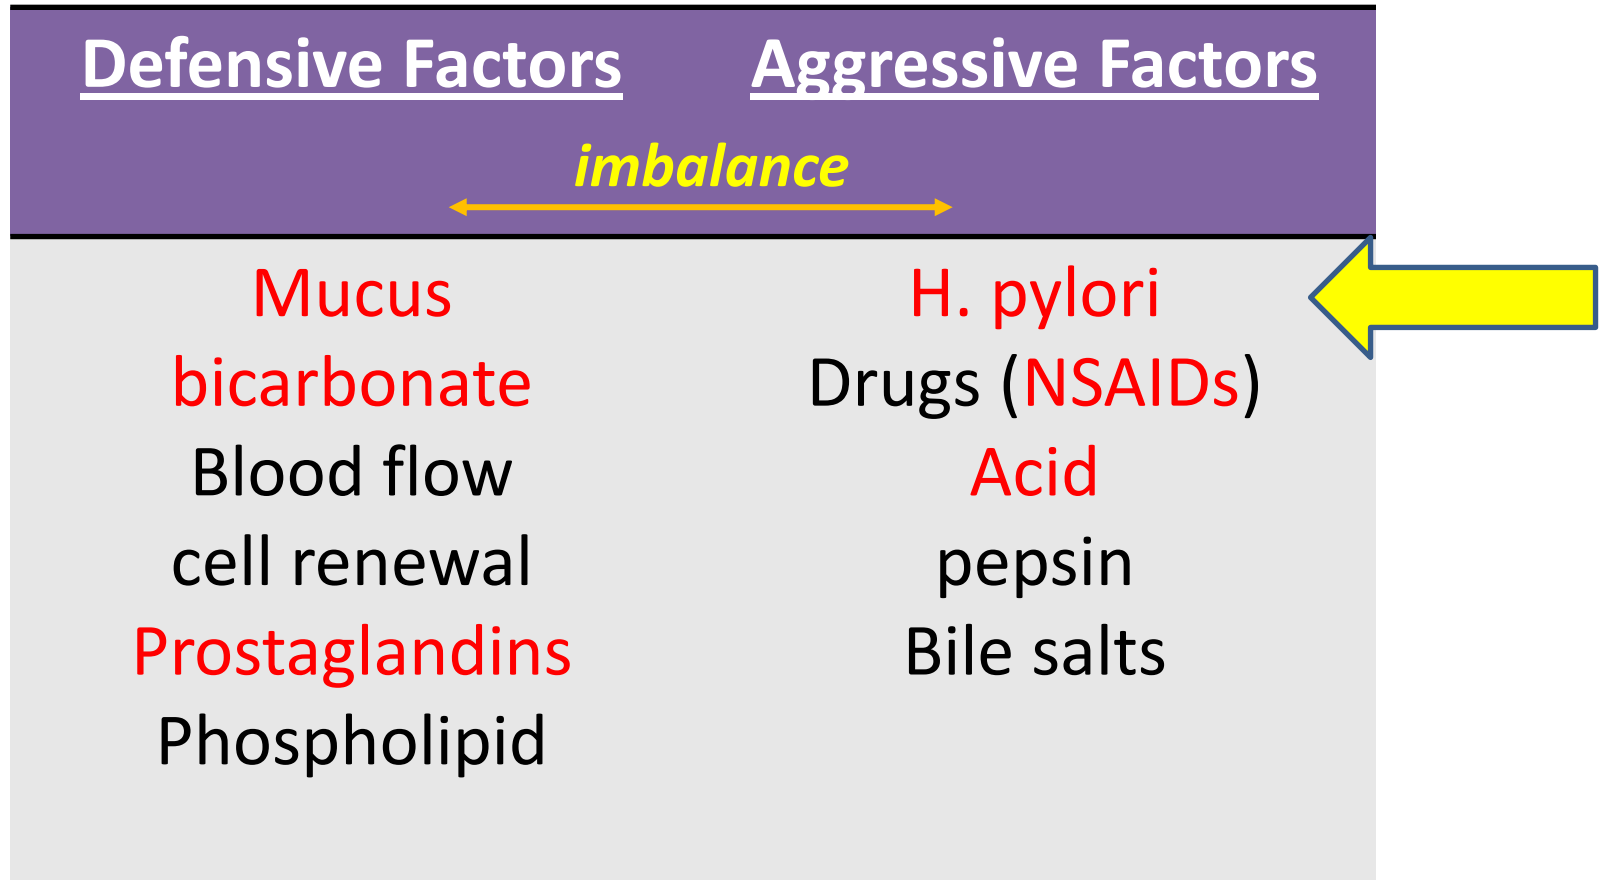 Defensive Factors
Aggressive Factors
imbalance
Mucus
bicarbonate
Blood flow
cell renewal
Prostaglandins
Phospholipid
H. pylori
Drugs (NSAIDs)
Acid
pepsin
Bile salts